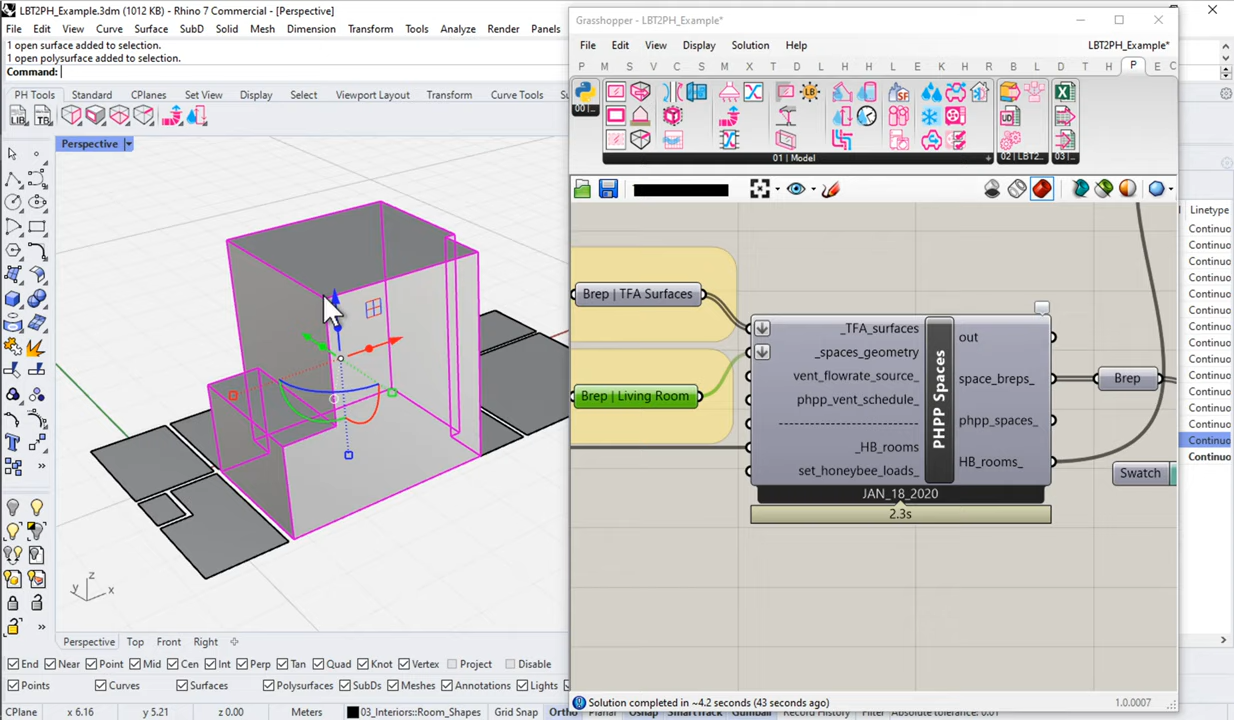 LBT2PH_Example.3dm (1012 KB) - Rhino 7 Commercial - [Perspective]
File Edit View Curve Surface SubD Solid Mesh Dimension Transform Tools Analyze Render Panels
1 open surface added to selection.
1 open polysurface added to selection.
Command:
PH Tools Standard CPlanes Set View Display Select Viewport Layout Transform Curve Tools
LIB TB
Perspective
z
y x
Perspective Top Front Right
End Near Point Mid Cen Int Perp Tan Quad Knot Vertex Project Disable
Points Curves Surfaces Polysurfaces SubDs Meshes Annotations Lights
CPlane x 6.16 y 5.21 z 0.00 Meters 03_Interiors::Room_Shapes Grid Snap Ortho Planar Osnap SmartTrack Gumball Record History Filter Absolute tolerance: 0.01
Grasshopper - LBT2PH_Example*
File Edit View Display Solution Help LBT2PH_Example*
P M S V C S M X T D L H H L E K H R B L D H P E C
01 | Model 02 | LBT2...
Brep | TFA Surfaces
Brep | Living Room
_TFA_surfaces
_spaces_geometry
vent_flowrate_source_
phpp_vent_schedule_
_HB_rooms
set_honeybee_loads_
PHPP Spaces
out
space_breps_
phpp_spaces_
HB_rooms_
JAN_18_2020
2.3s
Brep
Swatch
Solution completed in ~4.2 seconds (43 seconds ago) 1.0.0007
Linetype
Continuo
Continuo
Continuo
Continuo
Continuo
Continuo
Continuo
Continuo
Continuo
Continuo
Continuo
Continuo
Continuo